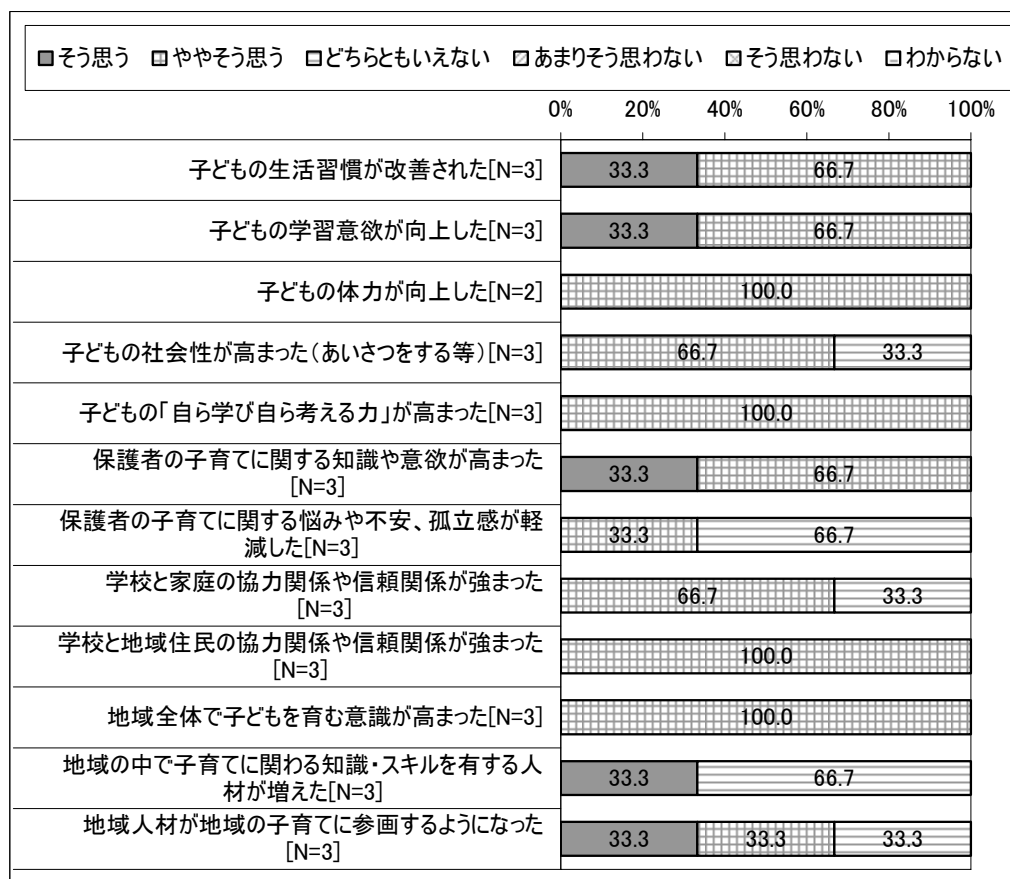 そう思う ややそう思う どちらともいえない あまりそう思わない そう思わない わからない
0% 20% 40% 60% 80% 100%
子どもの生活習慣が改善された[N=3] 33.3 66.7
子どもの学習意欲が向上した[N=3] 33.3 66.7
子どもの体力が向上した[N=2] 100.0
子どもの社会性が高まった(あいさつをする等)[N=3] 66.7 33.3
子どもの「自ら学び自ら考える力」が高まった[N=3] 100.0
保護者の子育てに関する知識や意欲が高まった
[N=3] 33.3 66.7
保護者の子育てに関する悩みや不安、孤立感が軽
減した[N=3] 33.3 66.7
学校と家庭の協力関係や信頼関係が強まった
[N=3] 66.7 33.3
学校と地域住民の協力関係や信頼関係が強まった
[N=3] 100.0
地域全体で子どもを育む意識が高まった[N=3] 100.0
地域の中で子育てに関わる知識・スキルを有する人
材が増えた[N=3] 33.3 66.7
地域人材が地域の子育てに参画するようになった
[N=3] 33.3 33.3 33.3